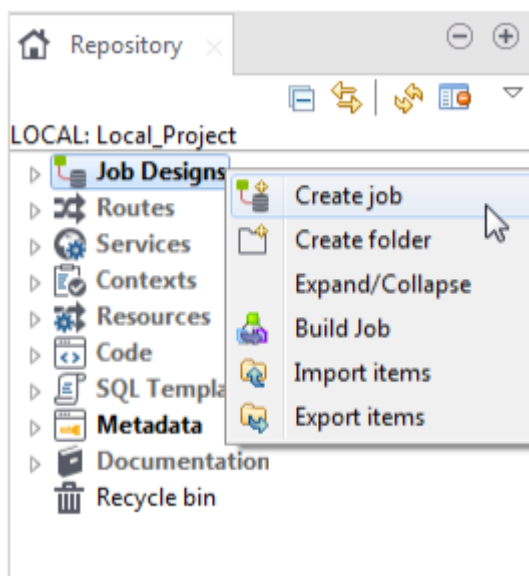 Repository
LOCAL: Local_Project
Job Designs
Routes
Services
Contexts
Resources
Code
SQL Templa
Metadata
Documentation
Recycle bin
Create job
Create folder
Expand/Collapse
Build Job
Import items
Export items